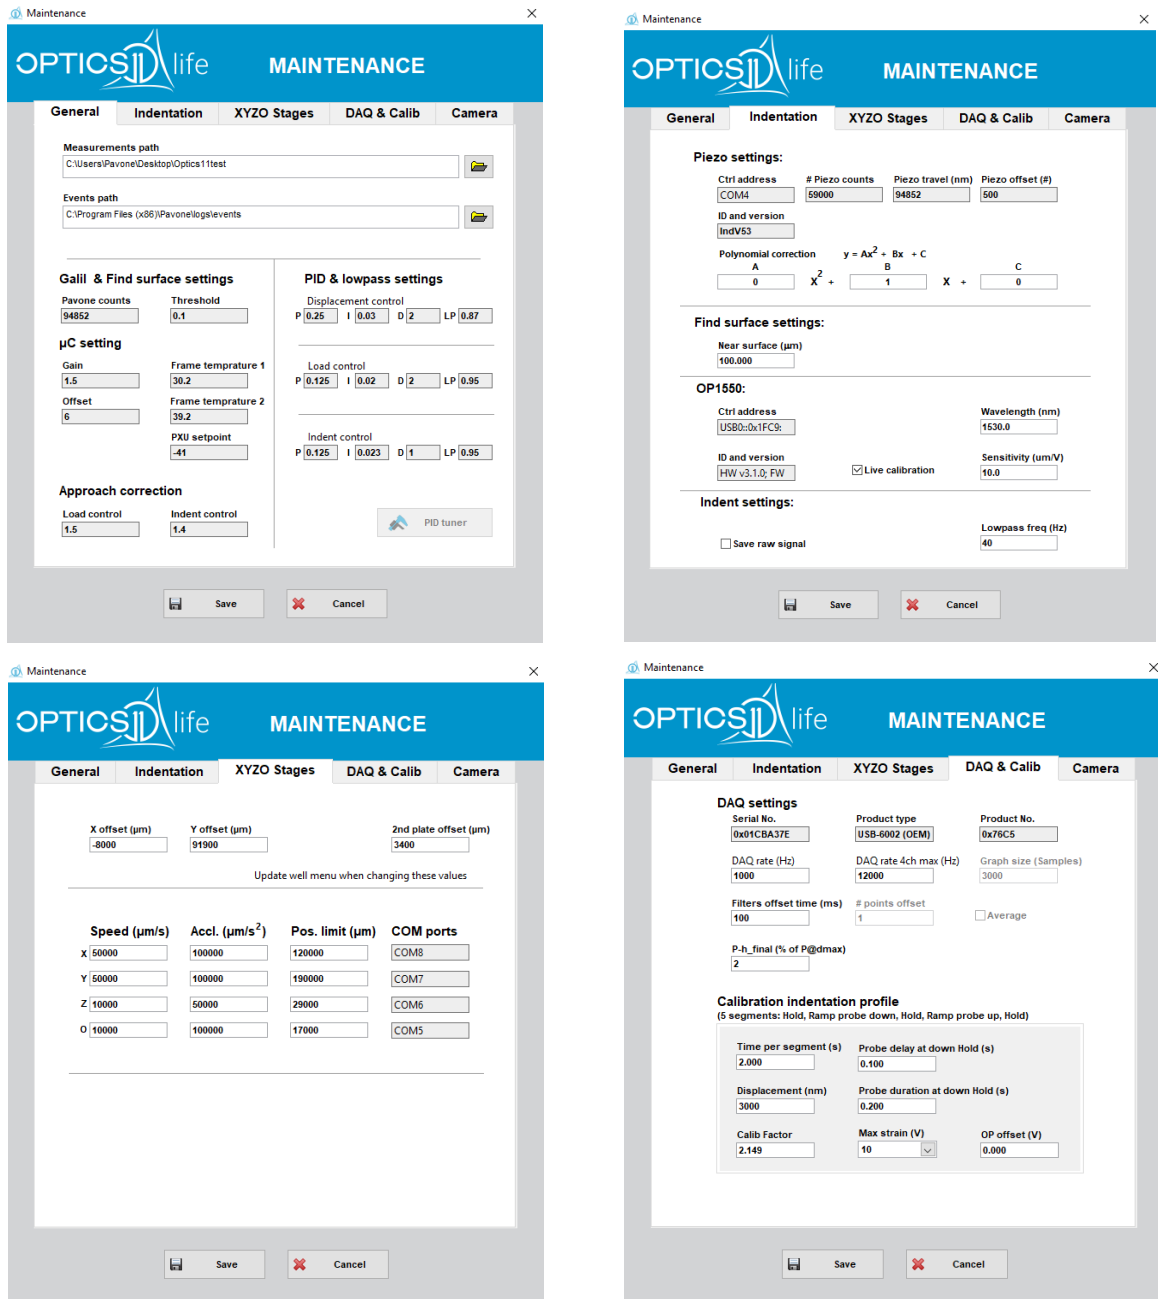 Maintenance
OPTICS11 life
MAINTENANCE
General Indentation XYZO Stages DAQ & Calib Camera
Measurements path
C:\Users\Pavone\Desktop\Optics11test
Events path
C:\Program Files (x86)\Pavone\logs\events
Galil & Find surface settings
Pavone counts Threshold
94852 0.1
µC setting
Gain Frame temprature 1
1.5 30.2
Offset Frame temprature 2
6 39.2
PXU setpoint
-41
Approach correction
Load control Indent control
1.5 1.4
PID & lowpass settings
Displacement control
P 0.25 I 0.03 D 2 LP 0.87
Load control
P 0.125 I 0.02 D 2 LP 0.95
Indent control
P 0.125 I 0.023 D 1 LP 0.95
PID tuner
Save Cancel
Maintenance
OPTICS11 life
MAINTENANCE
General Indentation XYZO Stages DAQ & Calib Camera
Piezo settings:
Ctrl address # Piezo counts Piezo travel (nm) Piezo offset (#)
COM4 59000 94852 500
ID and version
IndV53
Polynomial correction y = Ax² + Bx + C
A B C
0 X² + 1 X + 0
Find surface settings:
Near surface (µm)
100.000
OP1550:
Ctrl address Wavelength (nm)
USB0::0x1FC9: 1530.0
ID and version Sensitivity (um/V)
HW v3.1.0; FW Live calibration 10.0
Indent settings:
Lowpass freq (Hz)
Save raw signal 40
Save Cancel
Maintenance
OPTICS11 life
MAINTENANCE
General Indentation XYZO Stages DAQ & Calib Camera
X offset (µm) Y offset (µm) 2nd plate offset (µm)
-8000 91900 3400
Update well menu when changing these values
Speed (µm/s) Accl. (µm/s²) Pos. limit (µm) COM ports
X 50000 100000 120000 COM8
Y 50000 100000 190000 COM7
Z 10000 50000 29000 COM6
O 10000 100000 17000 COM5
Save Cancel
Maintenance
OPTICS11 life
MAINTENANCE
General Indentation XYZO Stages DAQ & Calib Camera
DAQ settings
Serial No. Product type Product No.
0x01CBA37E USB-6002 (OEM) 0x76C5
DAQ rate (Hz) DAQ rate 4ch max (Hz) Graph size (Samples)
1000 12000 3000
Filters offset time (ms) # points offset
100 1 Average
P-h_final (% of P@dmax)
2
Calibration indentation profile
(5 segments: Hold, Ramp probe down, Hold, Ramp probe up, Hold)
Time per segment (s) Probe delay at down Hold (s)
2.000 0.100
Displacement (nm) Probe duration at down Hold (s)
3000 0.200
Calib Factor Max strain (V) OP offset (V)
2.149 10 0.000
Save Cancel